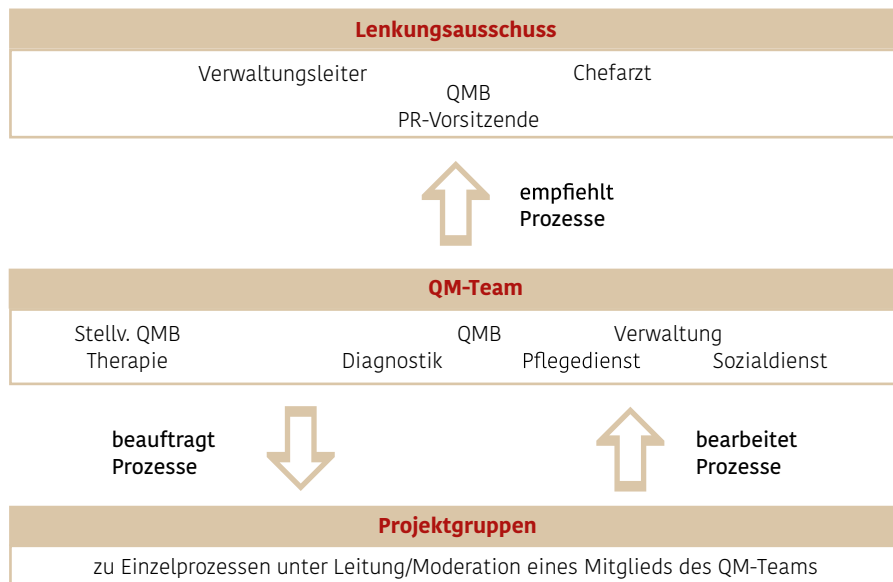 Lenkungsausschuss
Verwaltungsleiter Chefarzt
QMB
PR-Vorsitzende
empfiehlt
Prozesse
QM-Team
Stellv. QMB QMB Verwaltung
Therapie Diagnostik Pflegedienst Sozialdienst
beauftragt
Prozesse
bearbeitet
Prozesse
Projektgruppen
zu Einzelprozessen unter Leitung/Moderation eines Mitglieds des QM-Teams